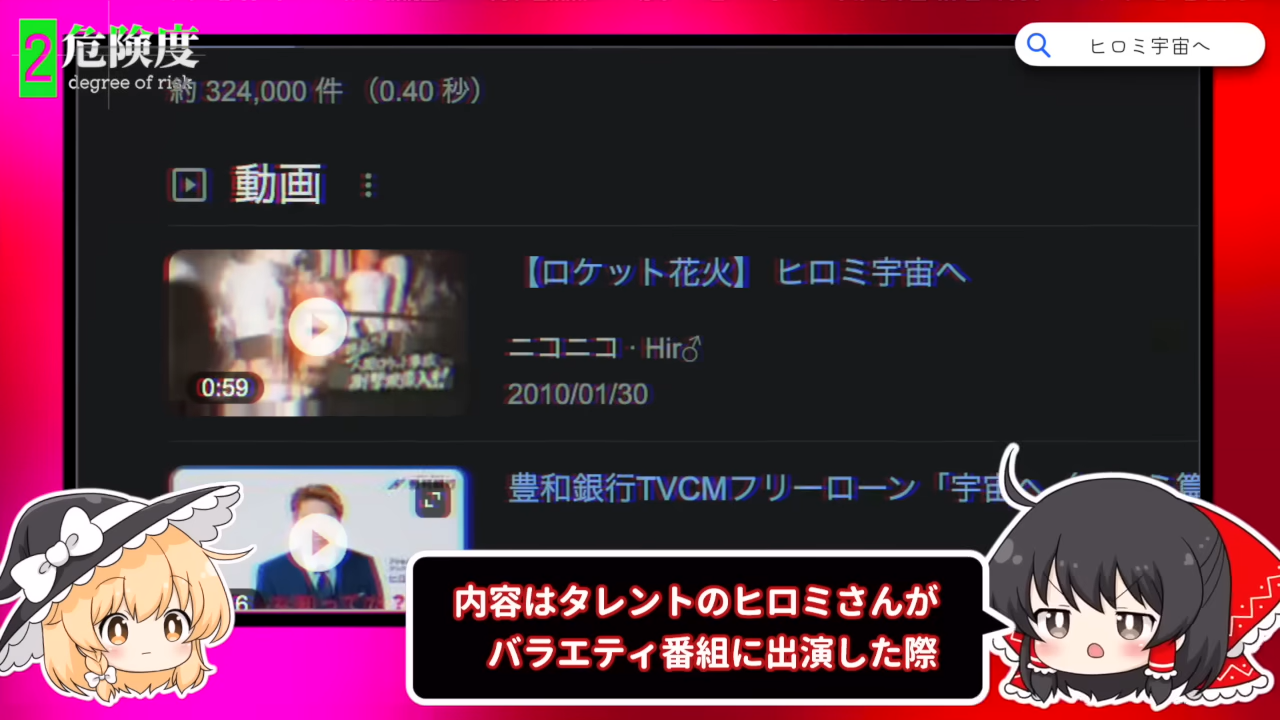 2 危険度
degree of risk
ヒロミ宇宙へ
約 324,000 件 （0.40 秒）
動画
【ロケット花火】 ヒロミ宇宙へ
ニコニコ · Hir♂
2010/01/30
0:59
豊和銀行TVCMフリーローン「宇宙へ
内容はタレントのヒロミさんが
バラエティ番組に出演した際